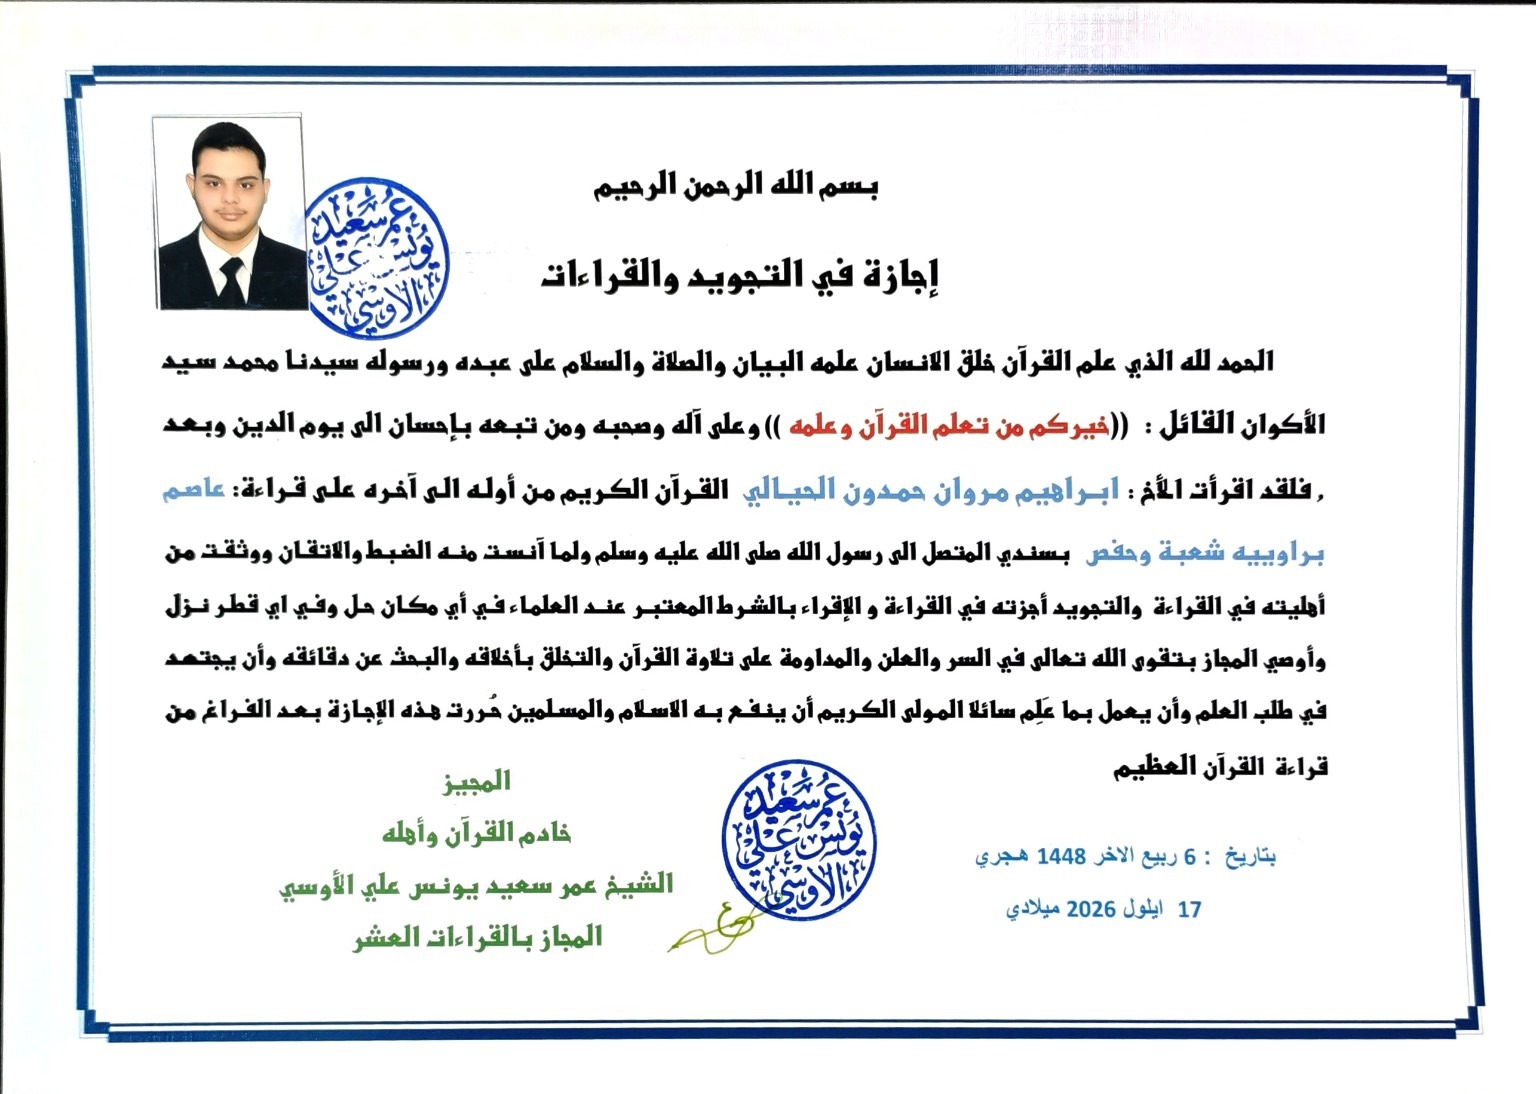 بسم الله الرحمن الرحيم
إجازة في التجويد والقراءات
الحمد لله الذي علم القرآن خلق الانسان علمه البيان والصلاة والسلام على عبده ورسوله سيدنا محمد سيد
الأكوان القائل : ((خيركم من تعلم القرآن وعلمه )) وعلى آله وصحبه ومن تبعه بإحسان الى يوم الدين وبعد
, فلقد اقرأت الأخ : ابراهيم مروان حمدون الحيالي القرآن الكريم من أوله الى آخره على قراءة: عاصم
براوييه شعبة وحفص بسندي المتصل الى رسول الله صلى الله عليه وسلم ولما آنست منه الضبط والاتقان ووثقت من
أهليته في القراءة والتجويد أجزته في القراءة و الإقراء بالشرط المعتبر عند العلماء في أي مكان حل وفي اي قطر نزل
وأوصي المجاز بتقوى الله تعالى في السر والعلن والمداومة على تلاوة القرآن والتخلق بأخلاقه والبحث عن دقائقه وأن يجتهد
في طلب العلم وأن يعمل بما عَلِم سائلا المولى الكريم أن ينفع به الاسلام والمسلمين حُررت هذه الإجازة بعد الفراغ من
قراءة القرآن العظيم
المجيز
خادم القرآن وأهله
الشيخ عمر سعيد يونس علي الأوسي
المجاز بالقراءات العشر
بتاريخ : 6 ربيع الاخر 1448 هجري
17 ايلول 2026 ميلادي
عمر سعيد
يونس علي
الاوسي
عمر سعيد
يونس علي
الاوسي